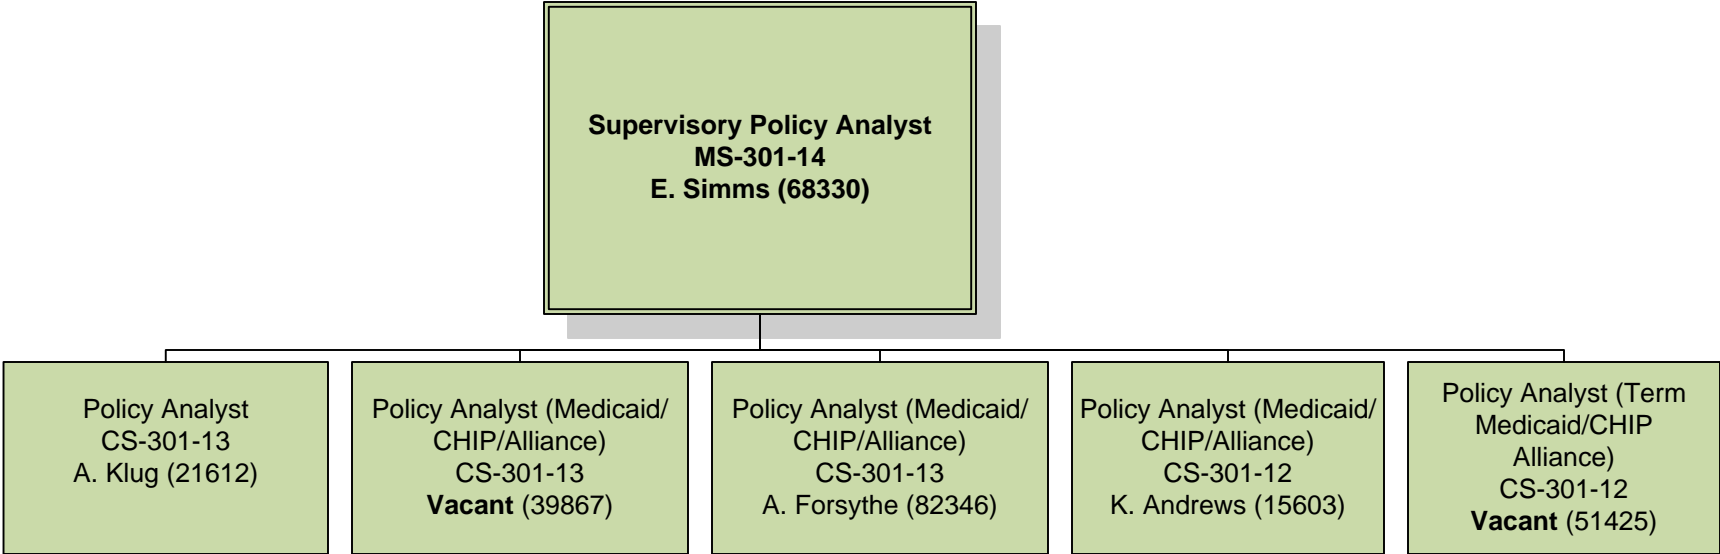 Supervisory Policy Analyst
MS-301-14
E. Simms (68330)
Policy Analyst
CS-301-13
A. Klug (21612)
Policy Analyst (Medicaid/
CHIP/Alliance)
CS-301-13
Vacant (39867)
Policy Analyst (Medicaid/
CHIP/Alliance)
CS-301-13
A. Forsythe (82346)
Policy Analyst (Medicaid/
CHIP/Alliance)
CS-301-12
K. Andrews (15603)
Policy Analyst (Term
Medicaid/CHIP
Alliance)
CS-301-12
Vacant (51425)